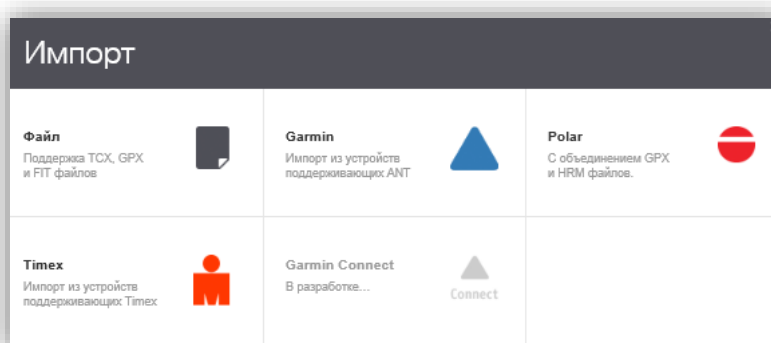 Импорт
Файл
Поддержка TCX, GPX
и FIT файлов
Garmin
Импорт из устройств
поддерживающих ANT
Polar
С объединением GPX
и HRM файлов.
Timex
Импорт из устройств
поддерживающих Timex
Garmin Connect
В разработке...
Connect